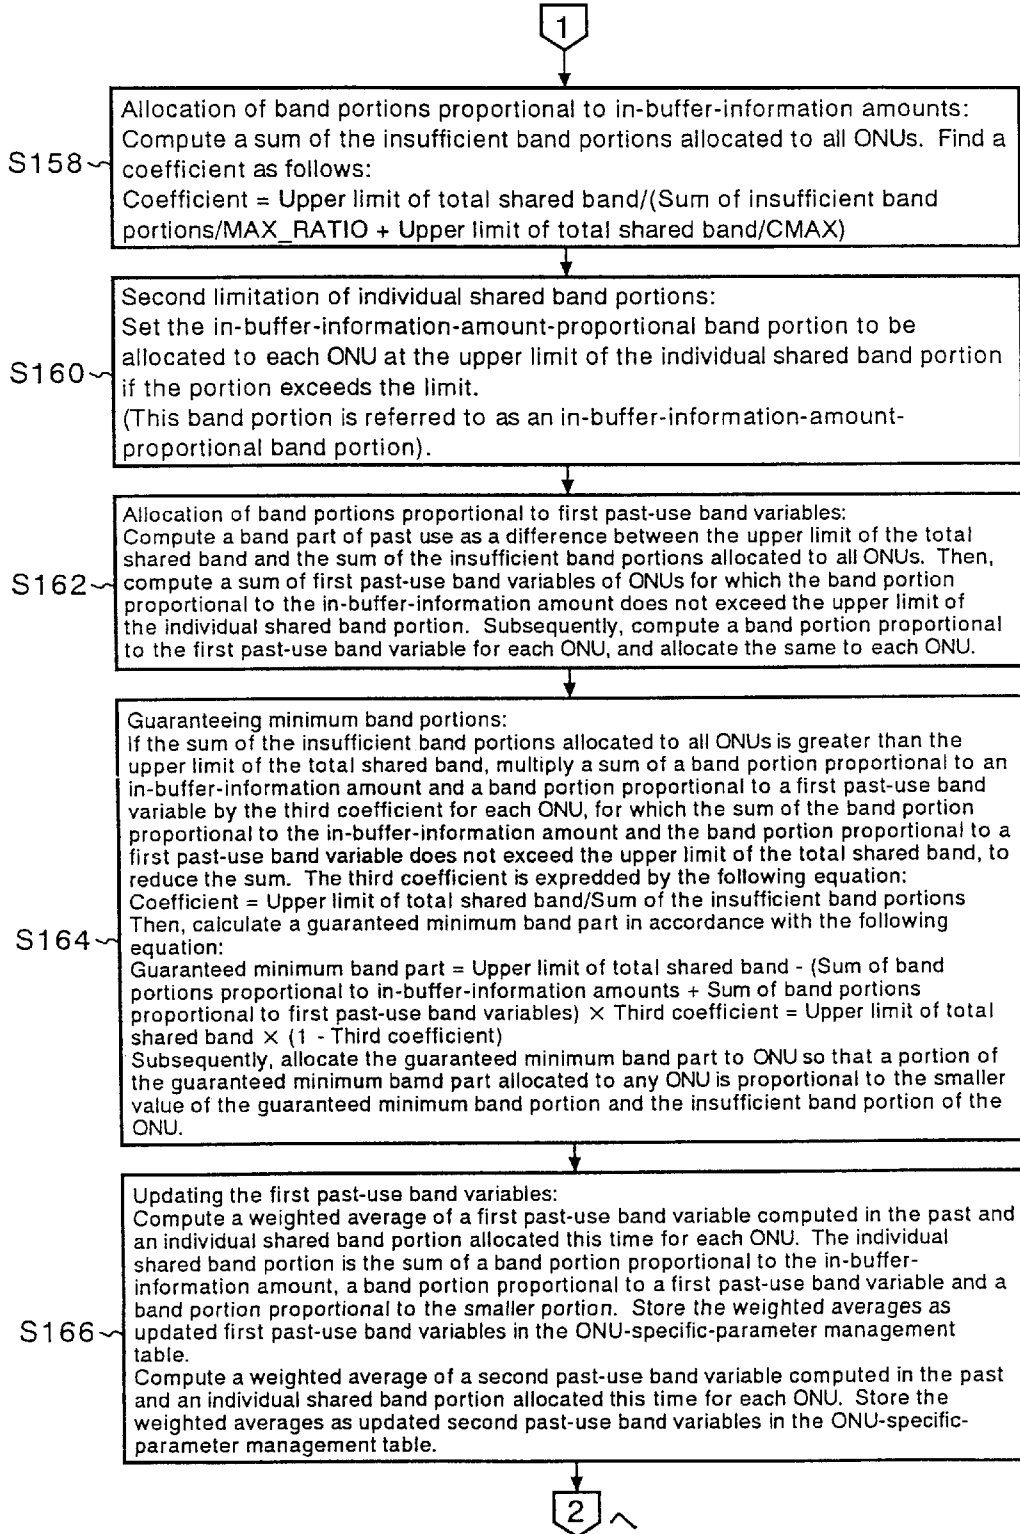 1
Allocation of band portions proportional to in-buffer-information amounts:
Compute a sum of the insufficient band portions allocated to all ONUs. Find a
coefficient as follows:
Coefficient = Upper limit of total shared band/(Sum of insufficient band
portions/MAX_RATIO + Upper limit of total shared band/CMAX)
S158
Second limitation of individual shared band portions:
Set the in-buffer-information-amount-proportional band portion to be
allocated to each ONU at the upper limit of the individual shared band portion
if the portion exceeds the limit.
(This band portion is referred to as an in-buffer-information-amount-
proportional band portion).
S160
Allocation of band portions proportional to first past-use band variables:
Compute a band part of past use as a difference between the upper limit of the total
shared band and the sum of the insufficient band portions allocated to all ONUs. Then,
compute a sum of first past-use band variables of ONUs for which the band portion
proportional to the in-buffer-information amount does not exceed the upper limit of
the individual shared band portion. Subsequently, compute a band portion proportional
to the first past-use band variable for each ONU, and allocate the same to each ONU.
S162
Guaranteeing minimum band portions:
If the sum of the insufficient band portions allocated to all ONUs is greater than the
upper limit of the total shared band, multiply a sum of a band portion proportional to an
in-buffer-information amount and a band portion proportional to a first past-use band
variable by the third coefficient for each ONU, for which the sum of the band portion
proportional to the in-buffer-information amount and the band portion proportional to a
first past-use band variable does not exceed the upper limit of the total shared band, to
reduce the sum. The third coefficient is expredded by the following equation:
Coefficient = Upper limit of total shared band/Sum of the insufficient band portions
Then, calculate a guaranteed minimum band part in accordance with the following
equation:
Guaranteed minimum band part = Upper limit of total shared band - (Sum of band
portions proportional to in-buffer-information amounts + Sum of band portions
proportional to first past-use band variables) × Third coefficient = Upper limit of total
shared band × (1 - Third coefficient)
Subsequently, allocate the guaranteed minimum band part to ONU so that a portion of
the guaranteed minimum bamd part allocated to any ONU is proportional to the smaller
value of the guaranteed minimum band portion and the insufficient band portion of the
ONU.
S164
Updating the first past-use band variables:
Compute a weighted average of a first past-use band variable computed in the past and
an individual shared band portion allocated this time for each ONU. The individual
shared band portion is the sum of a band portion proportional to the in-buffer-
information amount, a band portion proportional to a first past-use band variable and a
band portion proportional to the smaller portion. Store the weighted averages as
updated first past-use band variables in the ONU-specific-parameter management
table.
Compute a weighted average of a second past-use band variable computed in the past
and an individual shared band portion allocated this time for each ONU. Store the
weighted averages as updated second past-use band variables in the ONU-specific-
parameter management table.
S166
2 へ